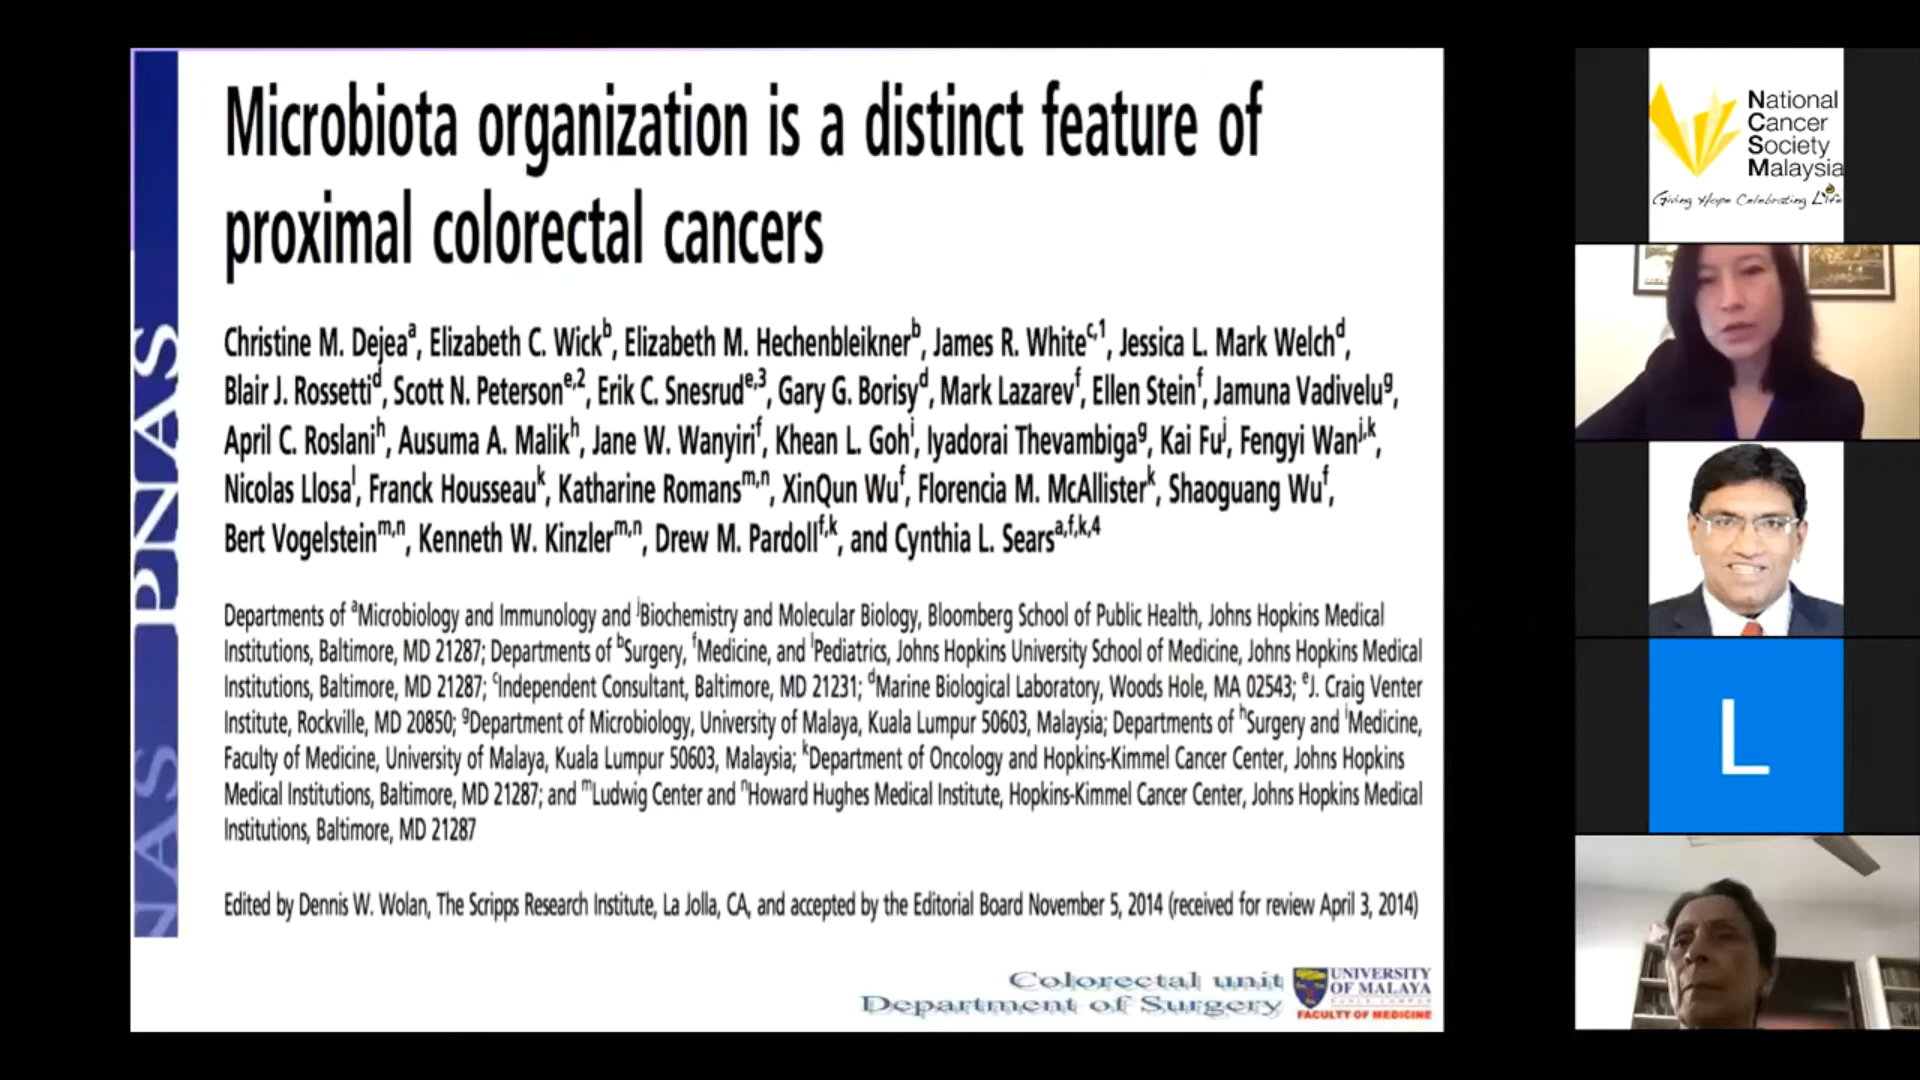 Microbiota organization is a distinct feature of
proximal colorectal cancers
Christine M. Dejeaa, Elizabeth C. Wickb, Elizabeth M. Hechenbleiknerb, James R. Whitec,1, Jessica L. Mark Welchd,
Blair J. Rossettid, Scott N. Petersone,2, Erik C. Snesrude,3, Gary G. Borisyd, Mark Lazarevf, Ellen Steinf, Jamuna Vadivelug,
April C. Roslanih, Ausuma A. Malikh, Jane W. Wanyirif, Khean L. Gohi, Iyadorai Thevambigag, Kai Fuj, Fengyi Wanj,k,
Nicolas Llosal, Franck Housseauk, Katharine Romansm,n, XinQun Wuf, Florencia M. McAllisterk, Shaoguang Wuf,
Bert Vogelsteinm,n, Kenneth W. Kinzlerm,n, Drew M. Pardollf,k, and Cynthia L. Searsa,f,k,4
Departments of aMicrobiology and Immunology and jBiochemistry and Molecular Biology, Bloomberg School of Public Health, Johns Hopkins Medical
Institutions, Baltimore, MD 21287; Departments of bSurgery, fMedicine, and lPediatrics, Johns Hopkins University School of Medicine, Johns Hopkins Medical
Institutions, Baltimore, MD 21287; cIndependent Consultant, Baltimore, MD 21231; dMarine Biological Laboratory, Woods Hole, MA 02543; eJ. Craig Venter
Institute, Rockville, MD 20850; gDepartment of Microbiology, University of Malaya, Kuala Lumpur 50603, Malaysia; Departments of hSurgery and iMedicine,
Faculty of Medicine, University of Malaya, Kuala Lumpur 50603, Malaysia; kDepartment of Oncology and Hopkins-Kimmel Cancer Center, Johns Hopkins
Medical Institutions, Baltimore, MD 21287; and mLudwig Center and nHoward Hughes Medical Institute, Hopkins-Kimmel Cancer Center, Johns Hopkins Medical
Institutions, Baltimore, MD 21287
Edited by Dennis W. Wolan, The Scripps Research Institute, La Jolla, CA, and accepted by the Editorial Board November 5, 2014 (received for review April 3, 2014)
PNAS
NAS
Colorectal unit
Department of Surgery
UNIVERSITY
OF MALAYA
FACULTY OF MEDICINE
National
Cancer
Society
Malaysia
Giving Hope Celebrating Life
L